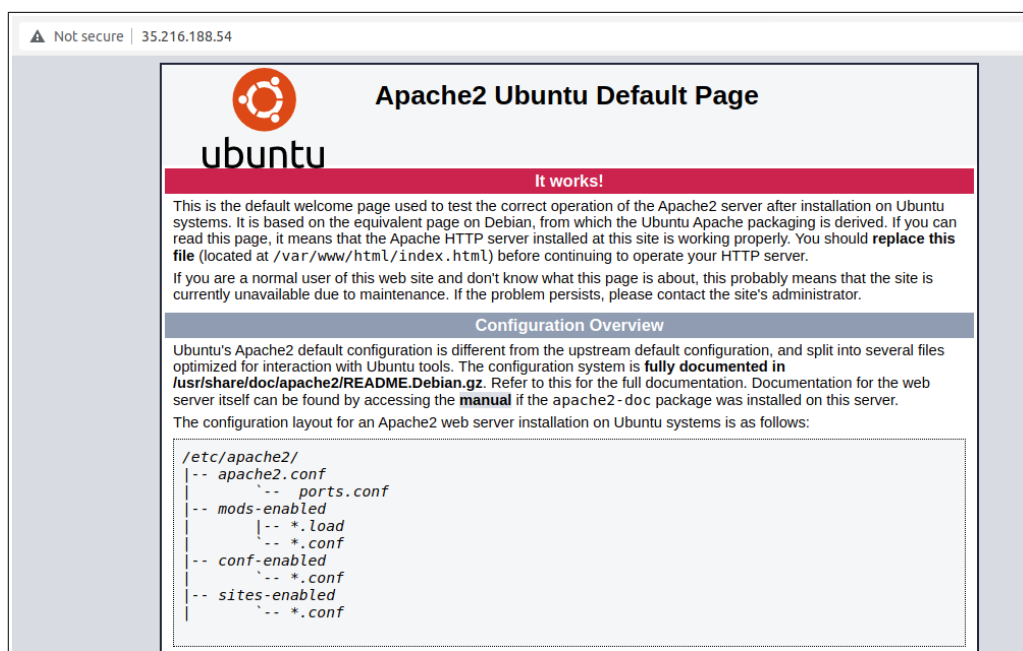 Not secure | 35.216.188.54
Apache2 Ubuntu Default Page
ubuntu
It works!
This is the default welcome page used to test the correct operation of the Apache2 server after installation on Ubuntu
systems. It is based on the equivalent page on Debian, from which the Ubuntu Apache packaging is derived. If you can
read this page, it means that the Apache HTTP server installed at this site is working properly. You should replace this
file (located at /var/www/html/index.html) before continuing to operate your HTTP server.
If you are a normal user of this web site and don't know what this page is about, this probably means that the site is
currently unavailable due to maintenance. If the problem persists, please contact the site's administrator.
Configuration Overview
Ubuntu's Apache2 default configuration is different from the upstream default configuration, and split into several files
optimized for interaction with Ubuntu tools. The configuration system is fully documented in
/usr/share/doc/apache2/README.Debian.gz. Refer to this for the full documentation. Documentation for the web
server itself can be found by accessing the manual if the apache2-doc package was installed on this server.
The configuration layout for an Apache2 web server installation on Ubuntu systems is as follows:
/etc/apache2/
|-- apache2.conf
|       `--  ports.conf
|-- mods-enabled
|       |-- *.load
|       `-- *.conf
|-- conf-enabled
|       `-- *.conf
|-- sites-enabled
|       `-- *.conf